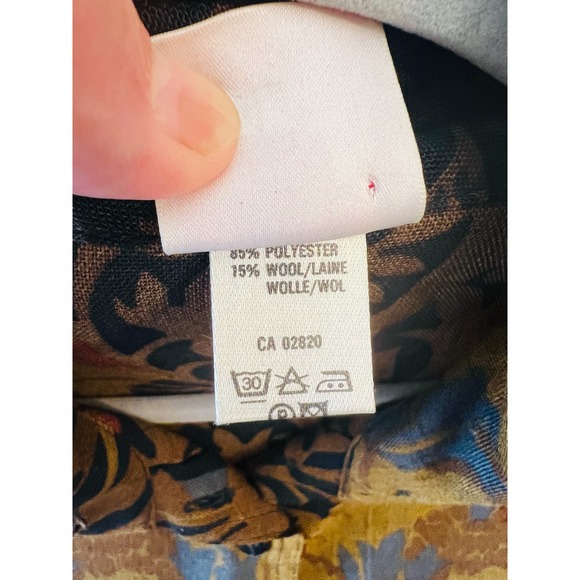 85% POLYESTER
15% WOOL/LAINE
WOLLE/WOL
CA 02820
30
P